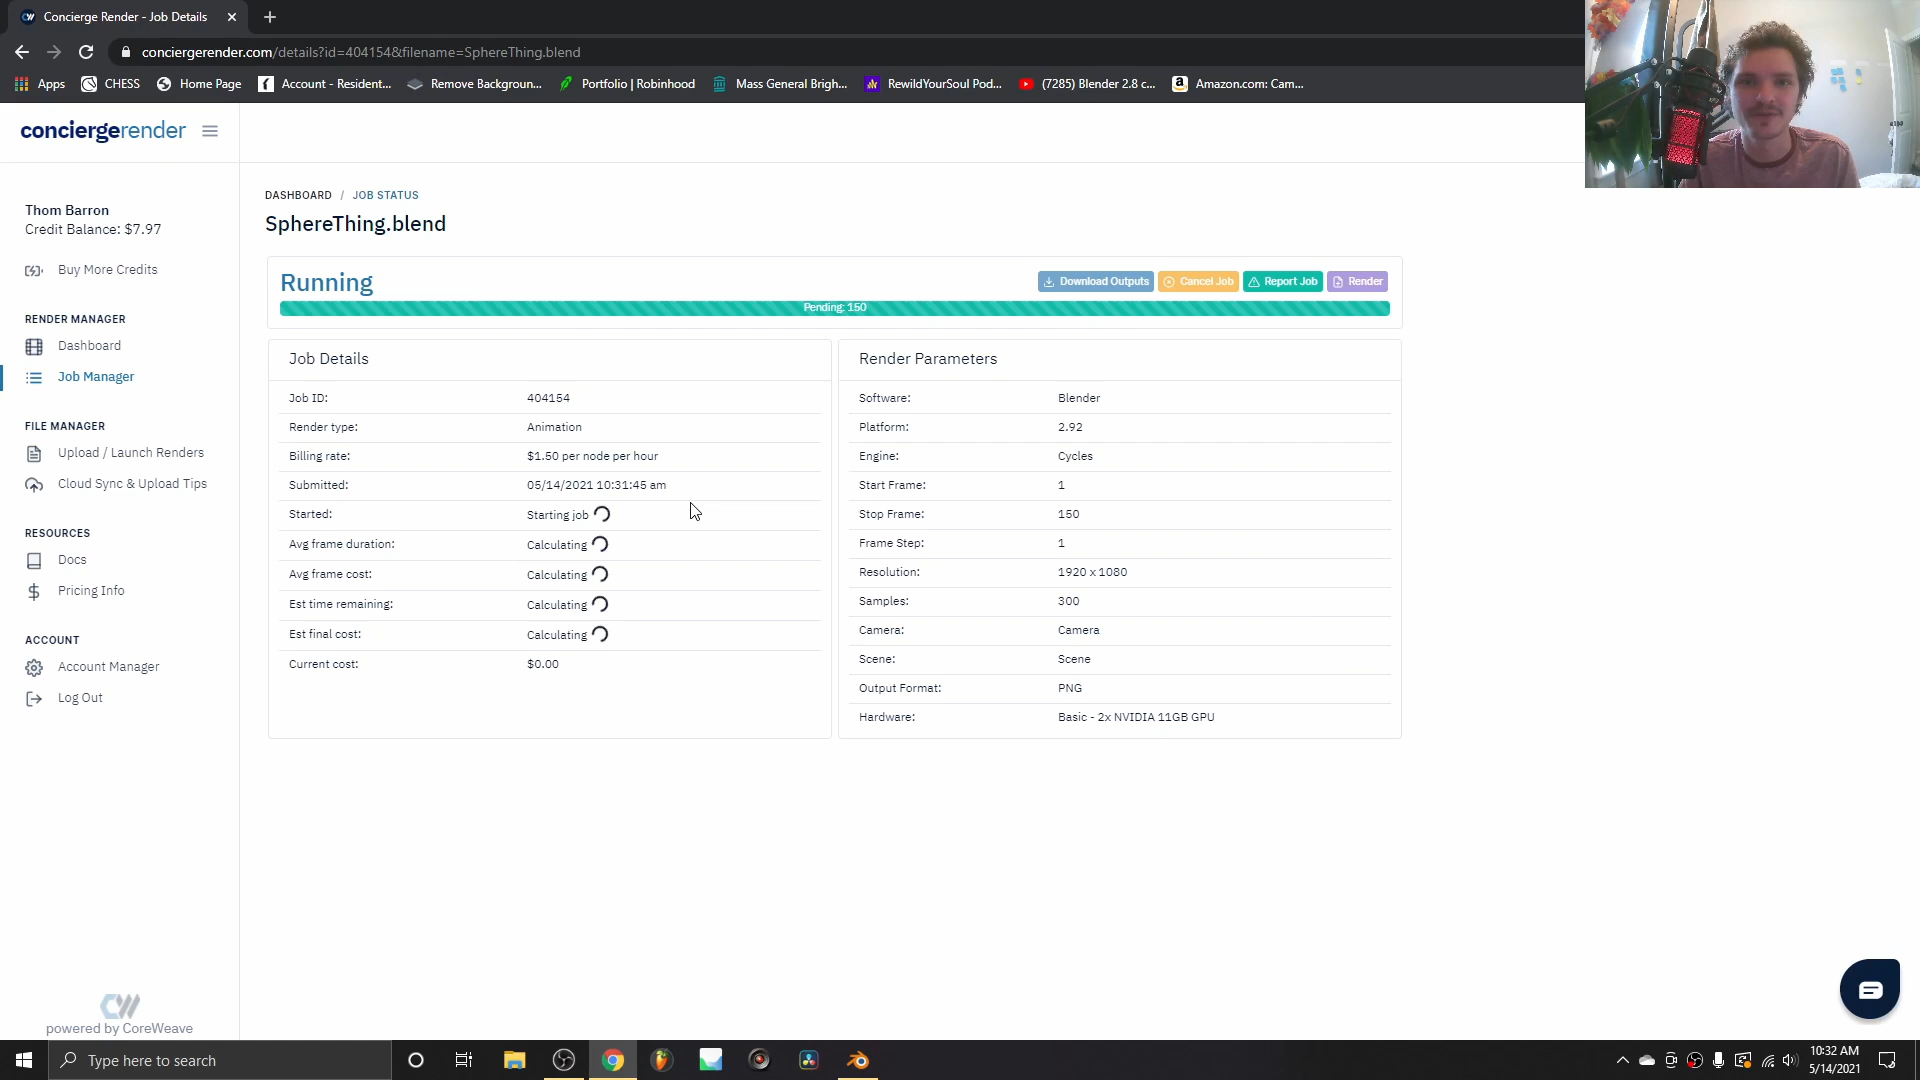 Concierge Render - Job Details
conciergerender.com/details?id=404154&filename=SphereThing.blend
Apps
CHESS
Home Page
Account - Resident...
Remove Backgroun...
Portfolio | Robinhood
Mass General Brigh...
RewildYourSoul Pod...
(7285) Blender 2.8 c...
Amazon.com: Cam...
conciergerender
Thom Barron
Credit Balance: $7.97
Buy More Credits
RENDER MANAGER
Dashboard
Job Manager
FILE MANAGER
Upload / Launch Renders
Cloud Sync & Upload Tips
RESOURCES
Docs
Pricing Info
ACCOUNT
Account Manager
Log Out
CW
powered by CoreWeave
DASHBOARD / JOB STATUS
SphereThing.blend
Running
Download Outputs
Cancel Job
Report Job
Render
Pending: 150
Job Details
Job ID: 404154
Render type: Animation
Billing rate: $1.50 per node per hour
Submitted: 05/14/2021 10:31:45 am
Started: Starting job
Avg frame duration: Calculating
Avg frame cost: Calculating
Est time remaining: Calculating
Est final cost: Calculating
Current cost: $0.00
Render Parameters
Software: Blender
Platform: 2.92
Engine: Cycles
Start Frame: 1
Stop Frame: 150
Frame Step: 1
Resolution: 1920 x 1080
Samples: 300
Camera: Camera
Scene: Scene
Output Format: PNG
Hardware: Basic - 2x NVIDIA 11GB GPU
Type here to search
10:32 AM
5/14/2021